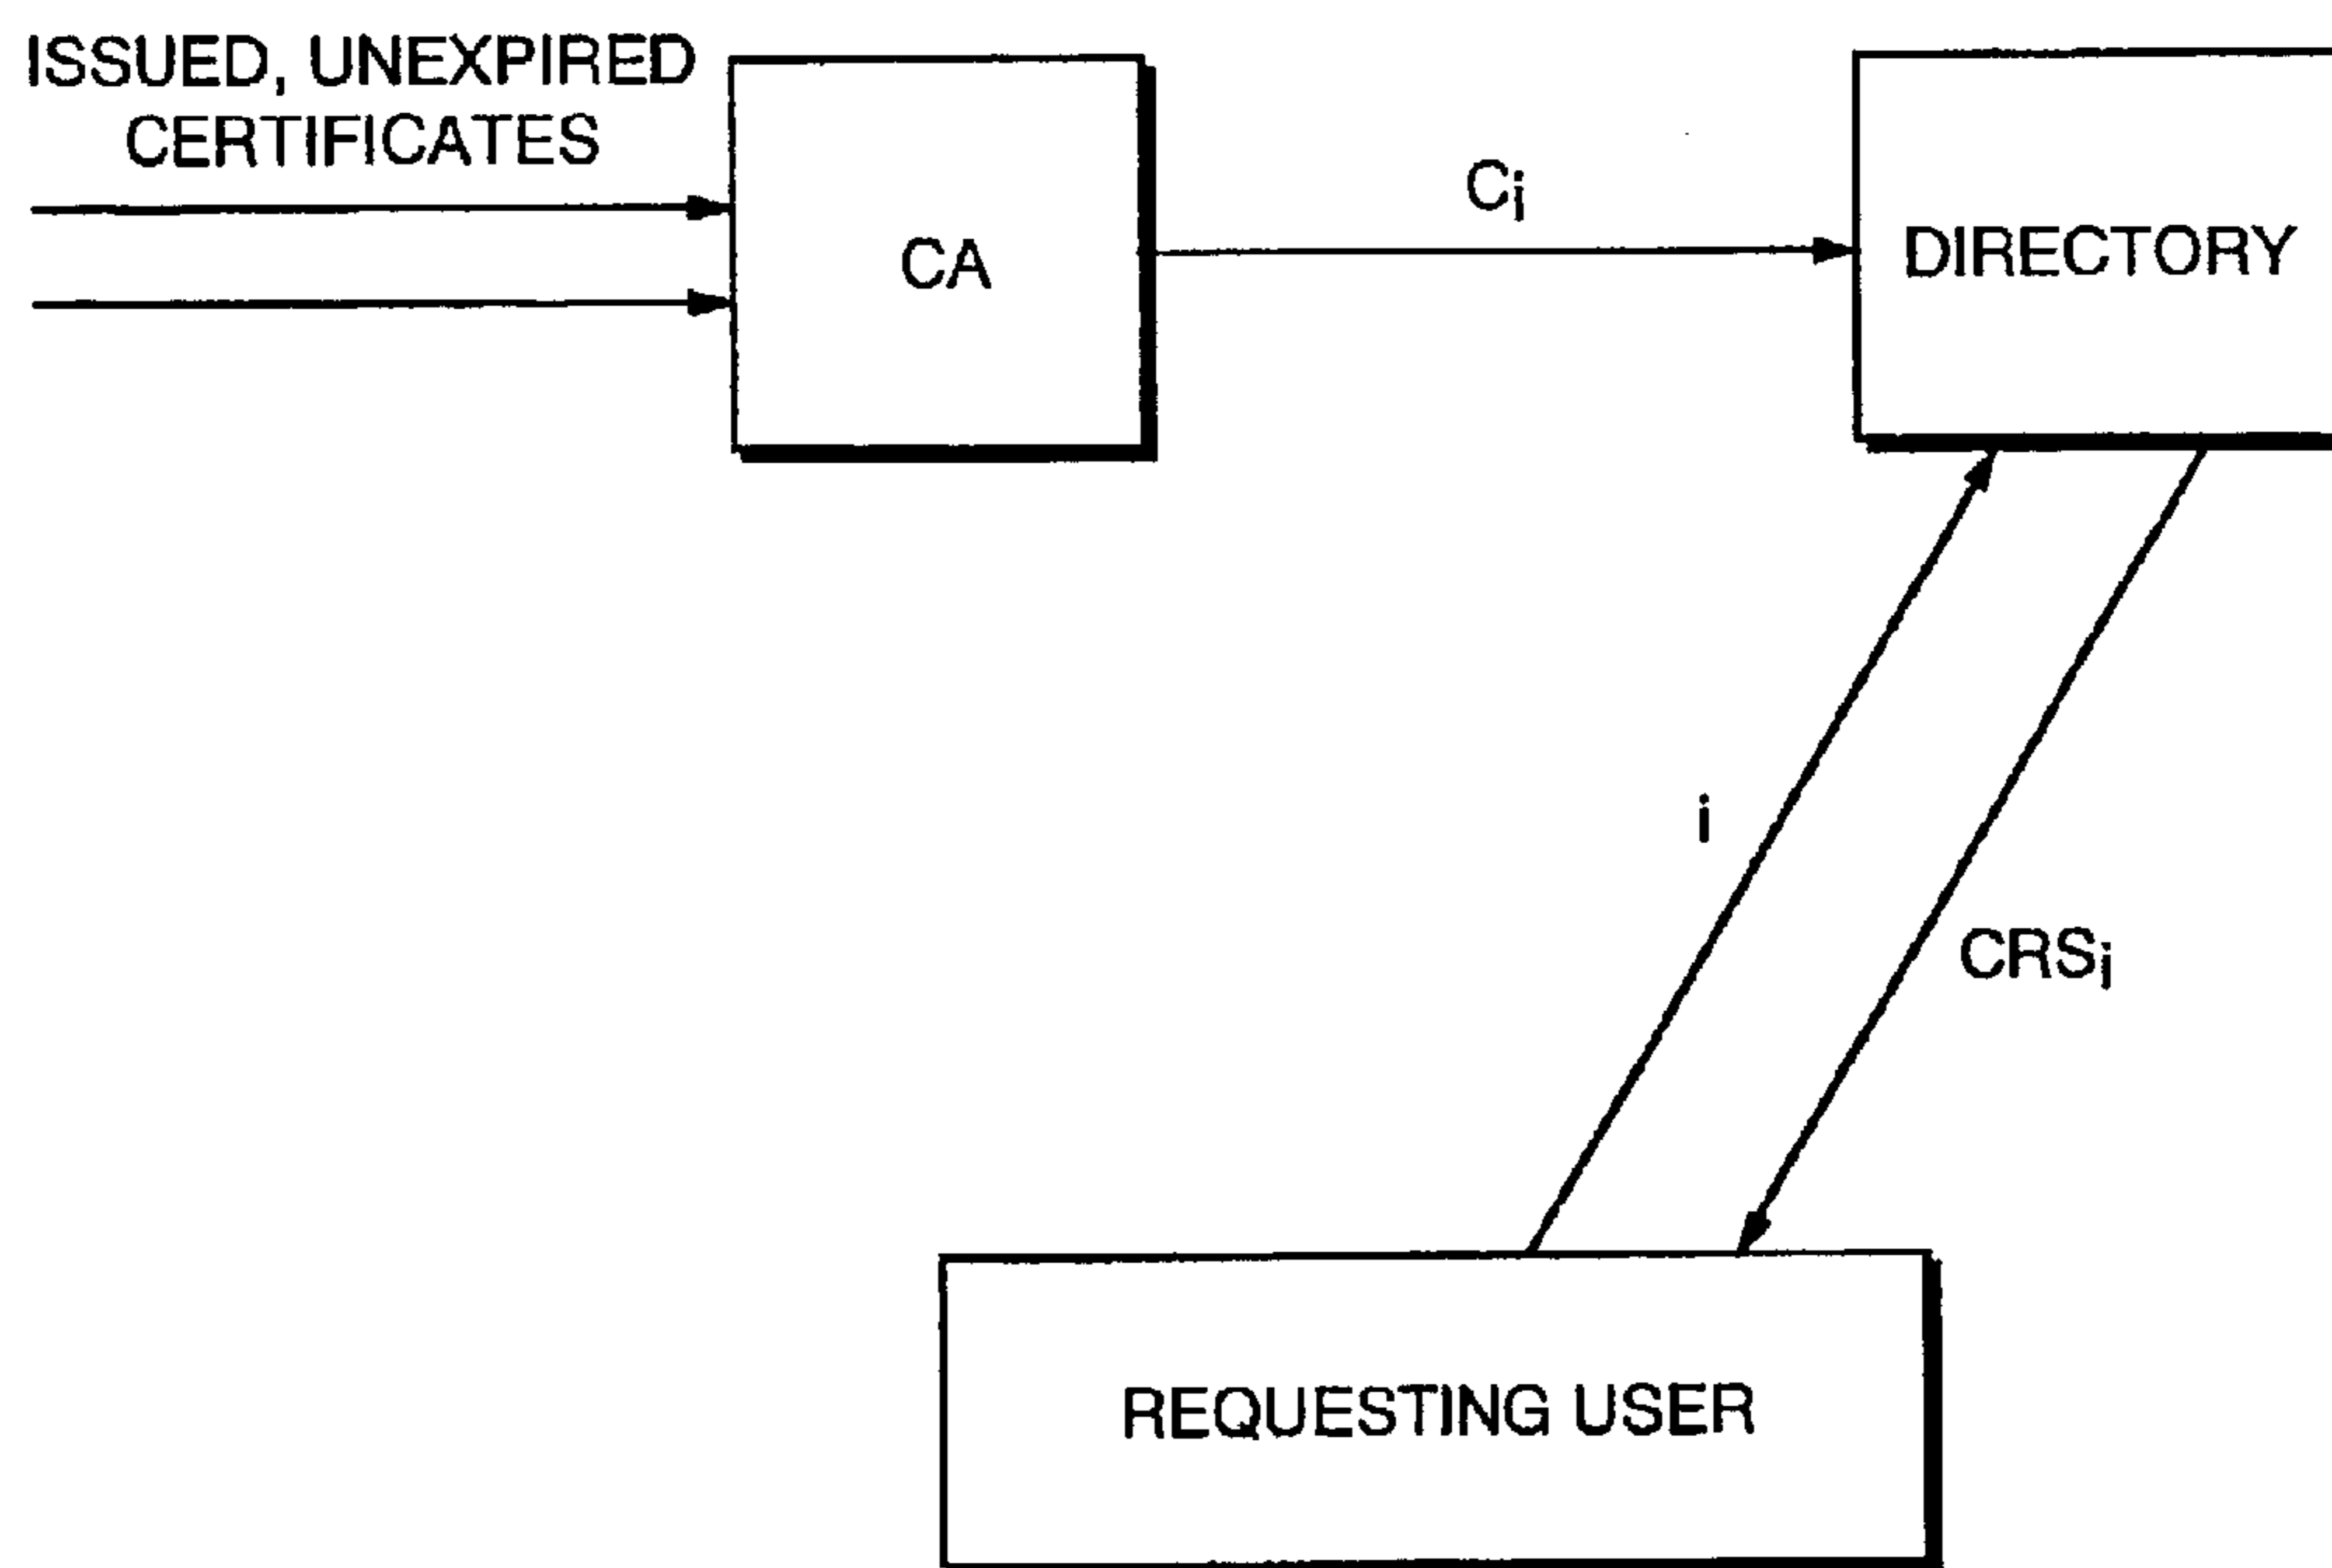 ISSUED, UNEXPIRED
CERTIFICATES
CA
Ci
DIRECTORY
i
CRSi
REQUESTING USER